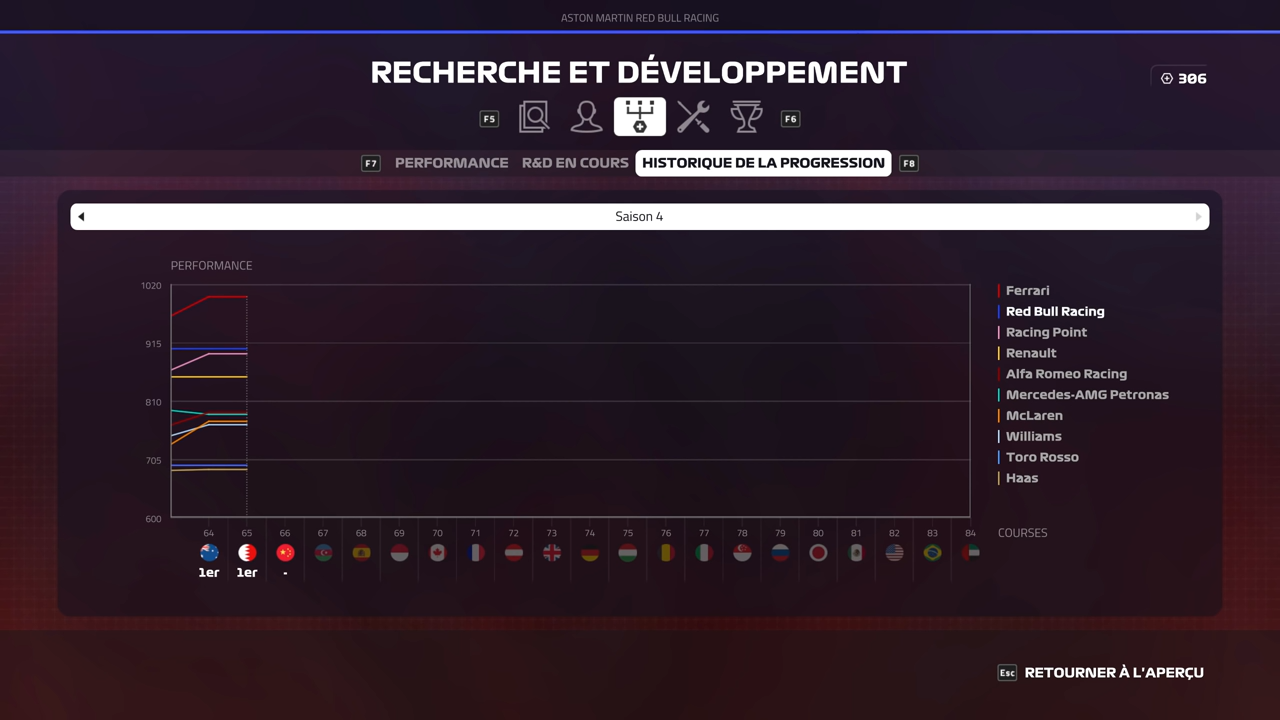 ASTON MARTIN RED BULL RACING
RECHERCHE ET DÉVELOPPEMENT
306
F5 F6
F7 PERFORMANCE R&D EN COURS HISTORIQUE DE LA PROGRESSION F8
Saison 4
PERFORMANCE
1020
915
810
705
600
Ferrari
Red Bull Racing
Racing Point
Renault
Alfa Romeo Racing
Mercedes-AMG Petronas
McLaren
Williams
Toro Rosso
Haas
64 65 66 67 68 69 70 71 72 73 74 75 76 77 78 79 80 81 82 83 84 COURSES
1er 1er -
Esc RETOURNER À L'APERÇU